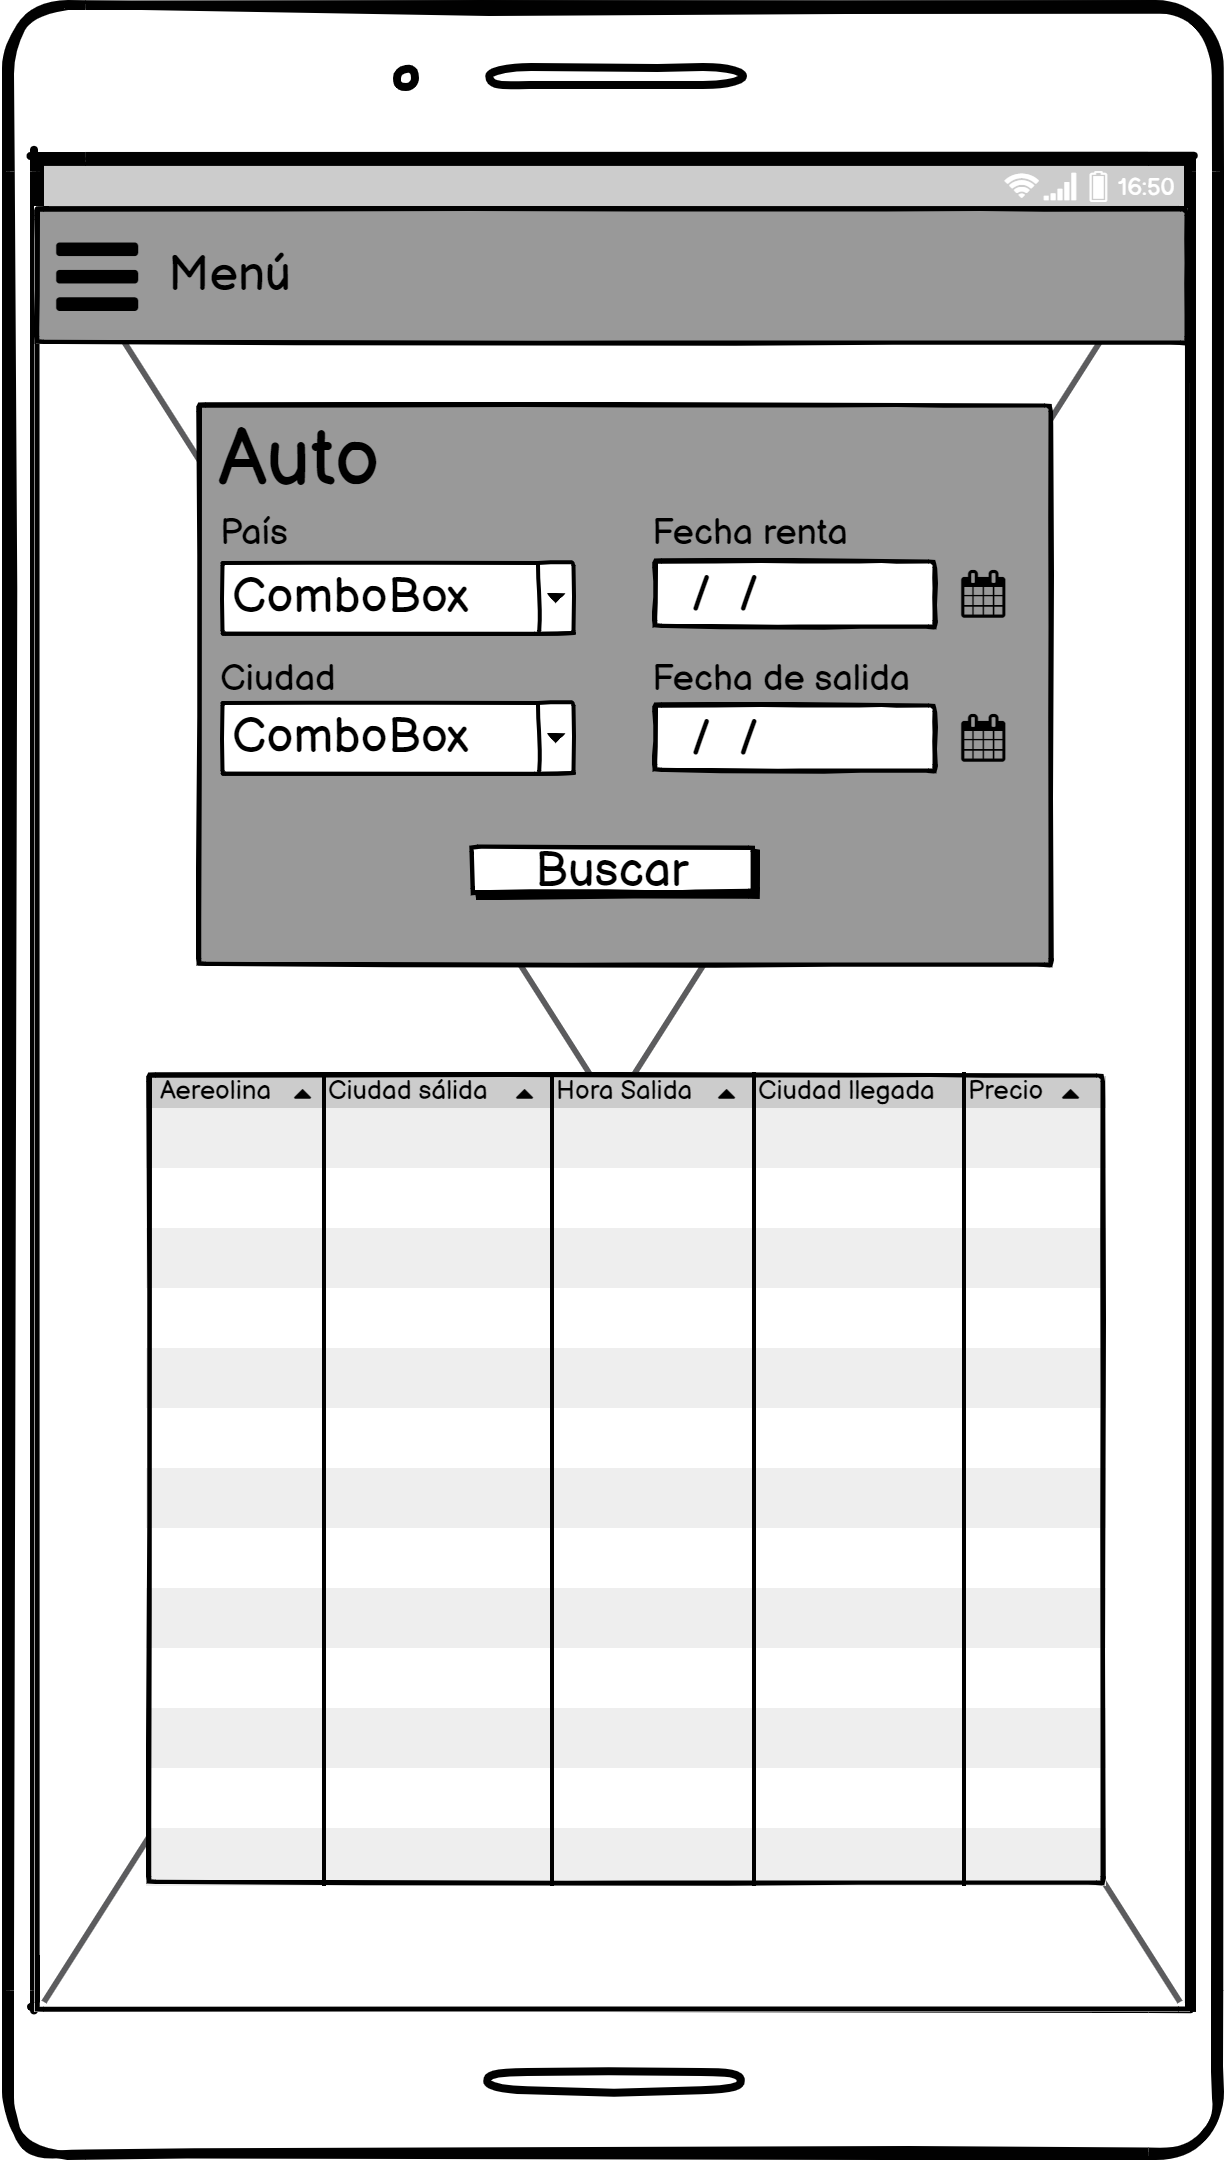 16:50
Menú
Auto
País
Fecha renta
ComboBox
/ /
Ciudad
Fecha de salida
ComboBox
/ /
Buscar
Aereolina Ciudad sálida Hora Salida Ciudad llegada Precio